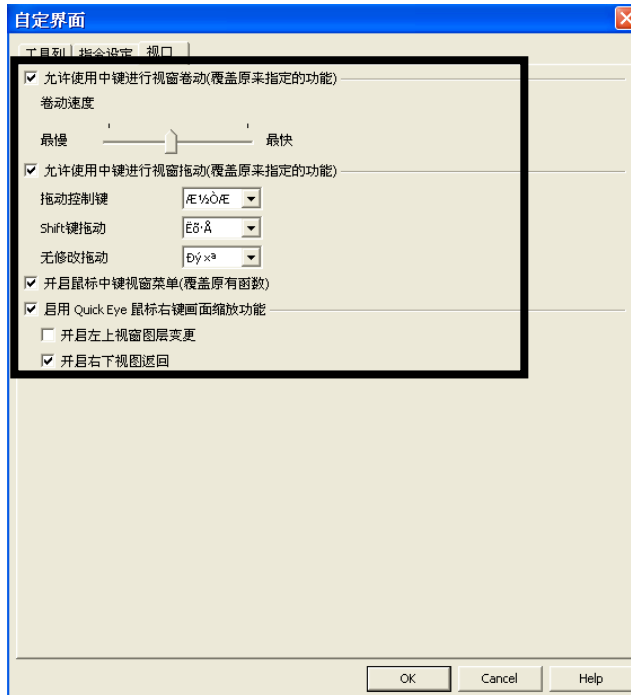 自定界面
工具列 指令设定 视口
允许使用中键进行视窗卷动(覆盖原来指定的功能)
卷动速度
最慢 最快
允许使用中键进行视窗拖动(覆盖原来指定的功能)
拖动控制键 Æ½ÒÆ
Shift键拖动 Ëõ·Å
无修改拖动 Ðý×ª
开启鼠标中键视窗菜单(覆盖原有函数)
启用 Quick Eye 鼠标右键画面缩放功能
开启左上视窗图层变更
开启右下视图返回
OK Cancel Help